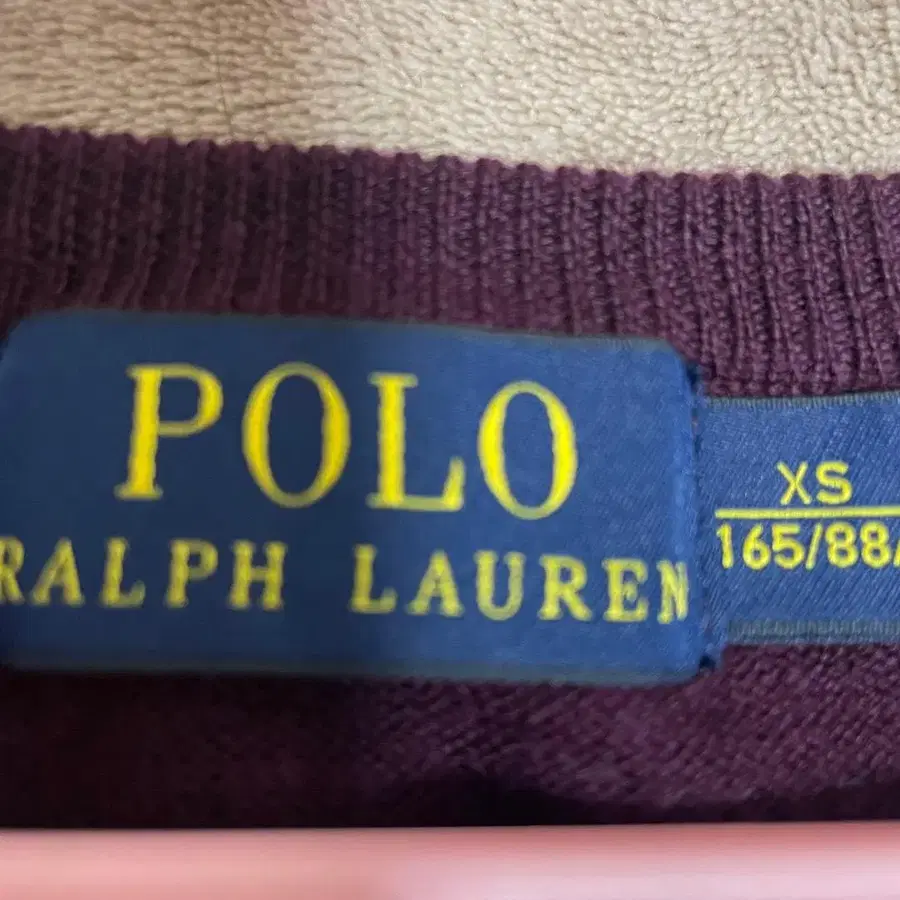 POLO
RALPH LAUREN
XS
165/88